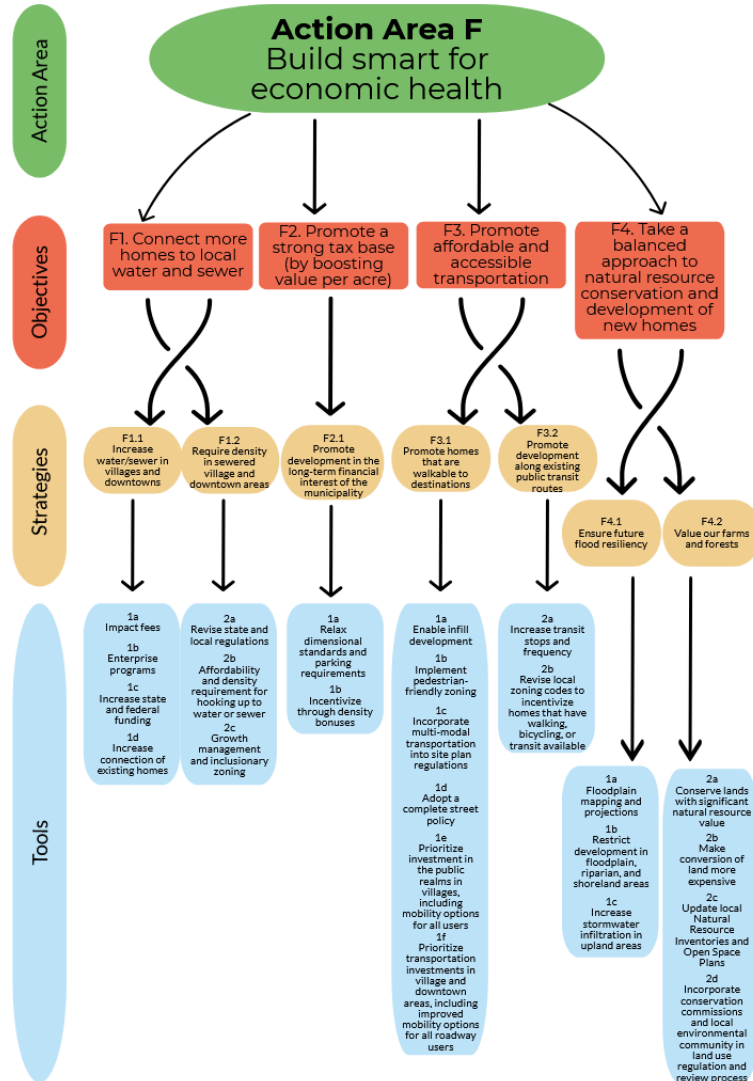 Action Area
Action Area F
Build smart for
economic health
Objectives
F1. Connect more
homes to local
water and sewer
F2. Promote a
strong tax base
(by boosting
value per acre)
F3. Promote
affordable and
accessible
transportation
F4. Take a
balanced
approach to
natural resource
conservation and
development of
new homes
Strategies
F1.1
Increase
water/sewer in
villages and
downtowns
F1.2
Require density
in sewered
village and
downtown areas
F2.1
Promote
development in the
long-term financial
interest of the
municipality
F3.1
Promote homes
that are
walkable to
destinations
F3.2
Promote
development
along existing
public transit
routes
F4.1
Ensure future
flood resiliency
F4.2
Value our farms
and forests
Tools
1a
Impact fees
1b
Enterprise
programs
1c
Increase state
and federal
funding
1d
Increase
connection of
existing homes
2a
Revise state and
local regulations
2b
Affordability
and density
requirement for
hooking up to
water or sewer
2c
Growth
management and
inclusionary
zoning
1a
Relax
dimensional
standards and
parking
requirements
1b
Incentivize
through density
bonuses
1a
Enable infill
development
1b
Implement
pedestrian-
friendly zoning
1c
Incorporate
multi-modal
transportation
into site plan
regulations
1d
Adopt a
complete street
policy
1e
Prioritize
investment in
the public
realms in
villages,
including
mobility options
for all users
1f
Prioritize
transportation
investments in
village and
downtown
areas, including
improved
mobility options
for all roadway
users
2a
Increase transit
stops and
frequency
2b
Revise local
zoning codes to
incentivize
homes that have
walking,
bicycling, or
transit available
1a
Floodplain
mapping and
projections
1b
Restrict
development in
floodplain,
riparian, and
shoreland areas
1c
Increase
stormwater
infiltration in
upland areas
2a
Conserve lands
with significant
natural resource
value
2b
Make
conversion of
land more
expensive
2c
Update local
Natural
Resource
Inventories and
Open Space
Plans
2d
Incorporate
conservation
commissions
and local
environmental
community in
land use
regulation and
review process